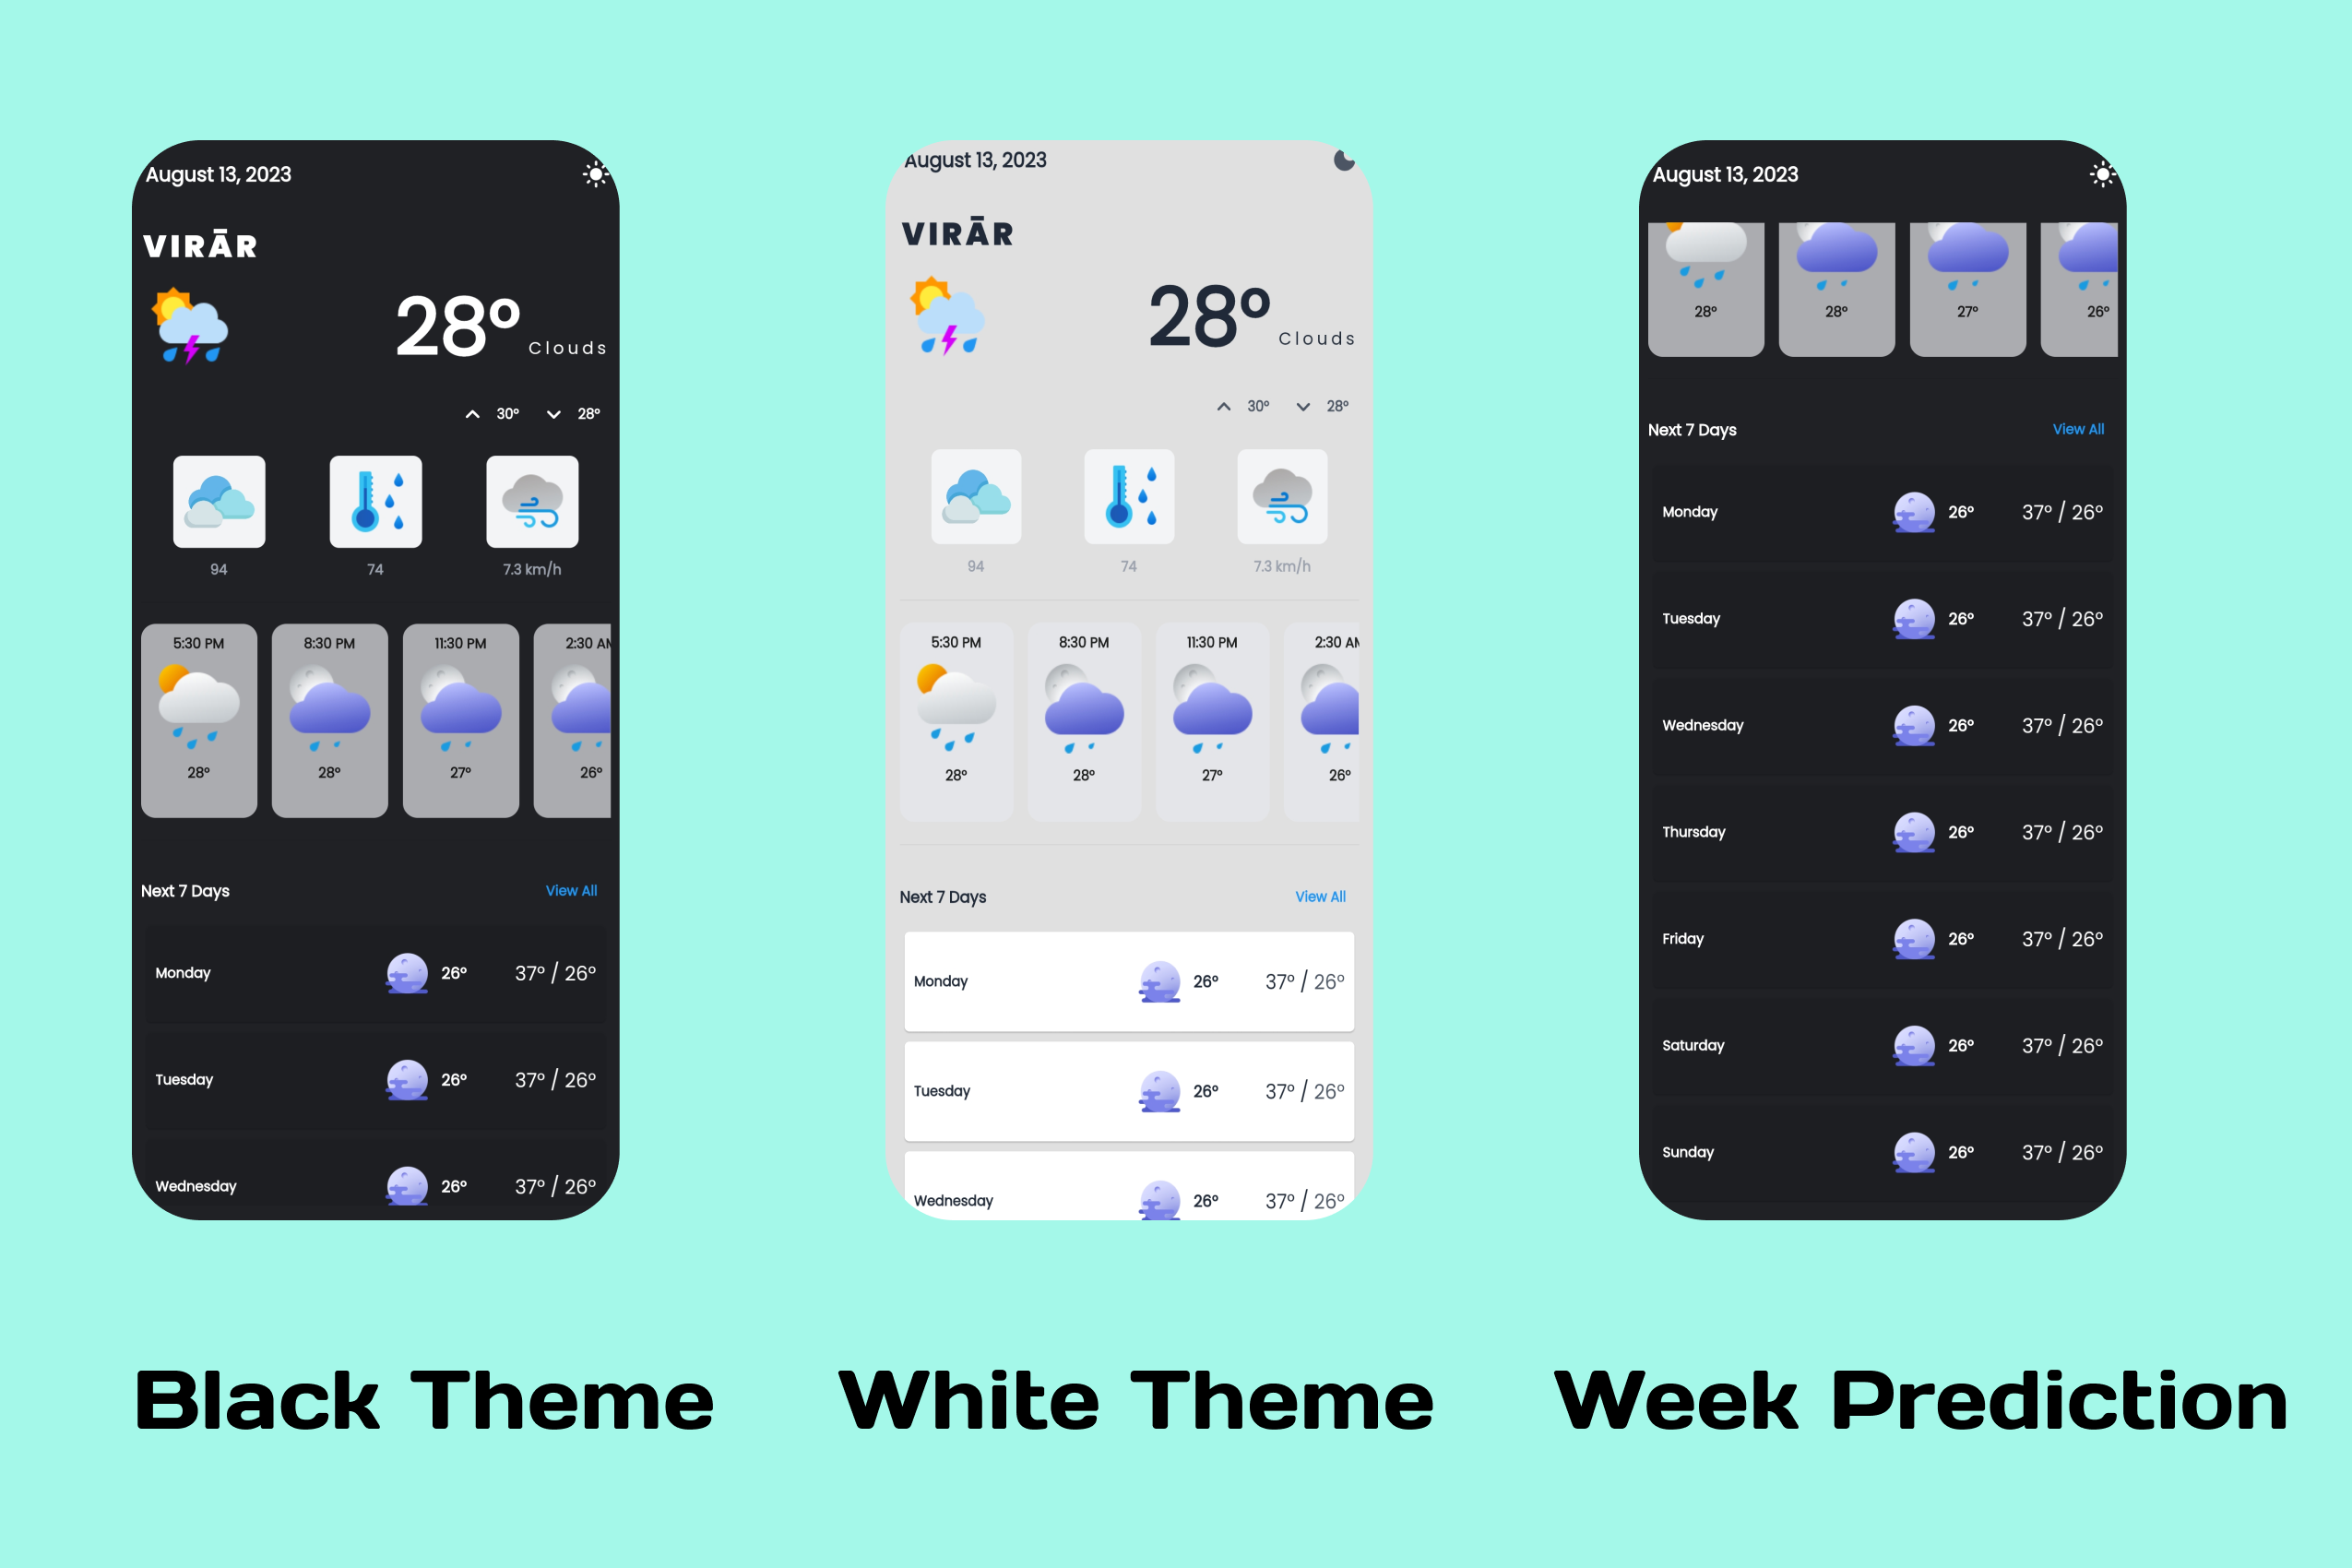 August 13, 2023
VIRĀR
28° Clouds
30° 28°
94 74 7.3 km/h
5:30 PM 8:30 PM 11:30 PM 2:30 AM
28° 28° 27° 26°
Next 7 Days View All
Monday 26° 37° / 26°
Tuesday 26° 37° / 26°
Wednesday 26° 37° / 26°
Black Theme
August 13, 2023
VIRĀR
28° Clouds
30° 28°
94 74 7.3 km/h
5:30 PM 8:30 PM 11:30 PM 2:30 AM
28° 28° 27° 26°
Next 7 Days View All
Monday 26° 37° / 26°
Tuesday 26° 37° / 26°
Wednesday 26° 37° / 26°
White Theme
August 13, 2023
28° 28° 27° 26°
Next 7 Days View All
Monday 26° 37° / 26°
Tuesday 26° 37° / 26°
Wednesday 26° 37° / 26°
Thursday 26° 37° / 26°
Friday 26° 37° / 26°
Saturday 26° 37° / 26°
Sunday 26° 37° / 26°
Week Prediction